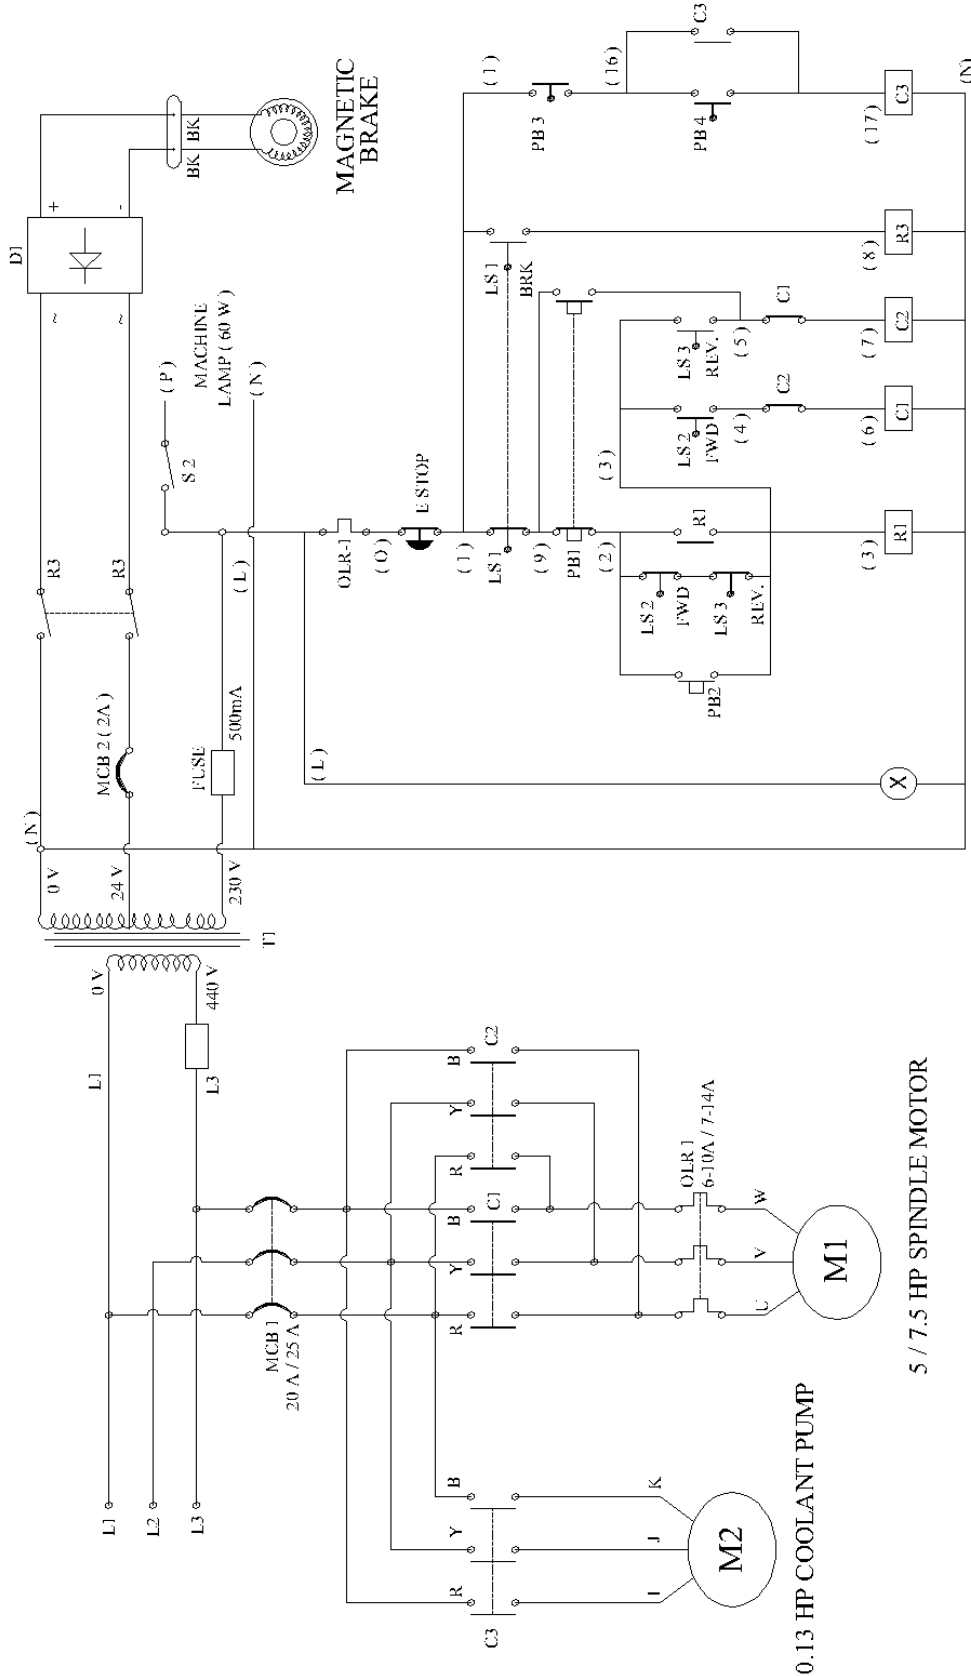 L1
L2
L3
L1
L3
0 V
440 V
T1
0 V
24 V
230 V
(N)
MCB 2 ( 2A )
FUSE
500mA
R3
R3
(L)
S 2
(P)
MACHINE
LAMP ( 60 W )
(N)
D1
~
~
+
-
BK
BK
MAGNETIC
BRAKE
MCB 1
20 A / 25 A
R
Y
B
C3
R
Y
B
C1
R
Y
B
C2
OLR 1
6-10A / 7-14A
I
J
K
M2
0.13 HP COOLANT PUMP
U
V
W
M1
5 / 7.5 HP SPINDLE MOTOR
(L)
X
OLR-1
(O)
E STOP
(1)
LS 1
(9)
PB1
(2)
PB2
LS 2
FWD
LS 3
REV.
R1
(3)
R1
(3)
LS 2
FWD
(4)
C2
(6)
C1
LS 3
REV.
(5)
C1
(7)
C2
LS 1
BRK
(8)
R3
(1)
PB 3
(16)
PB 4
C3
(17)
C3
(N)